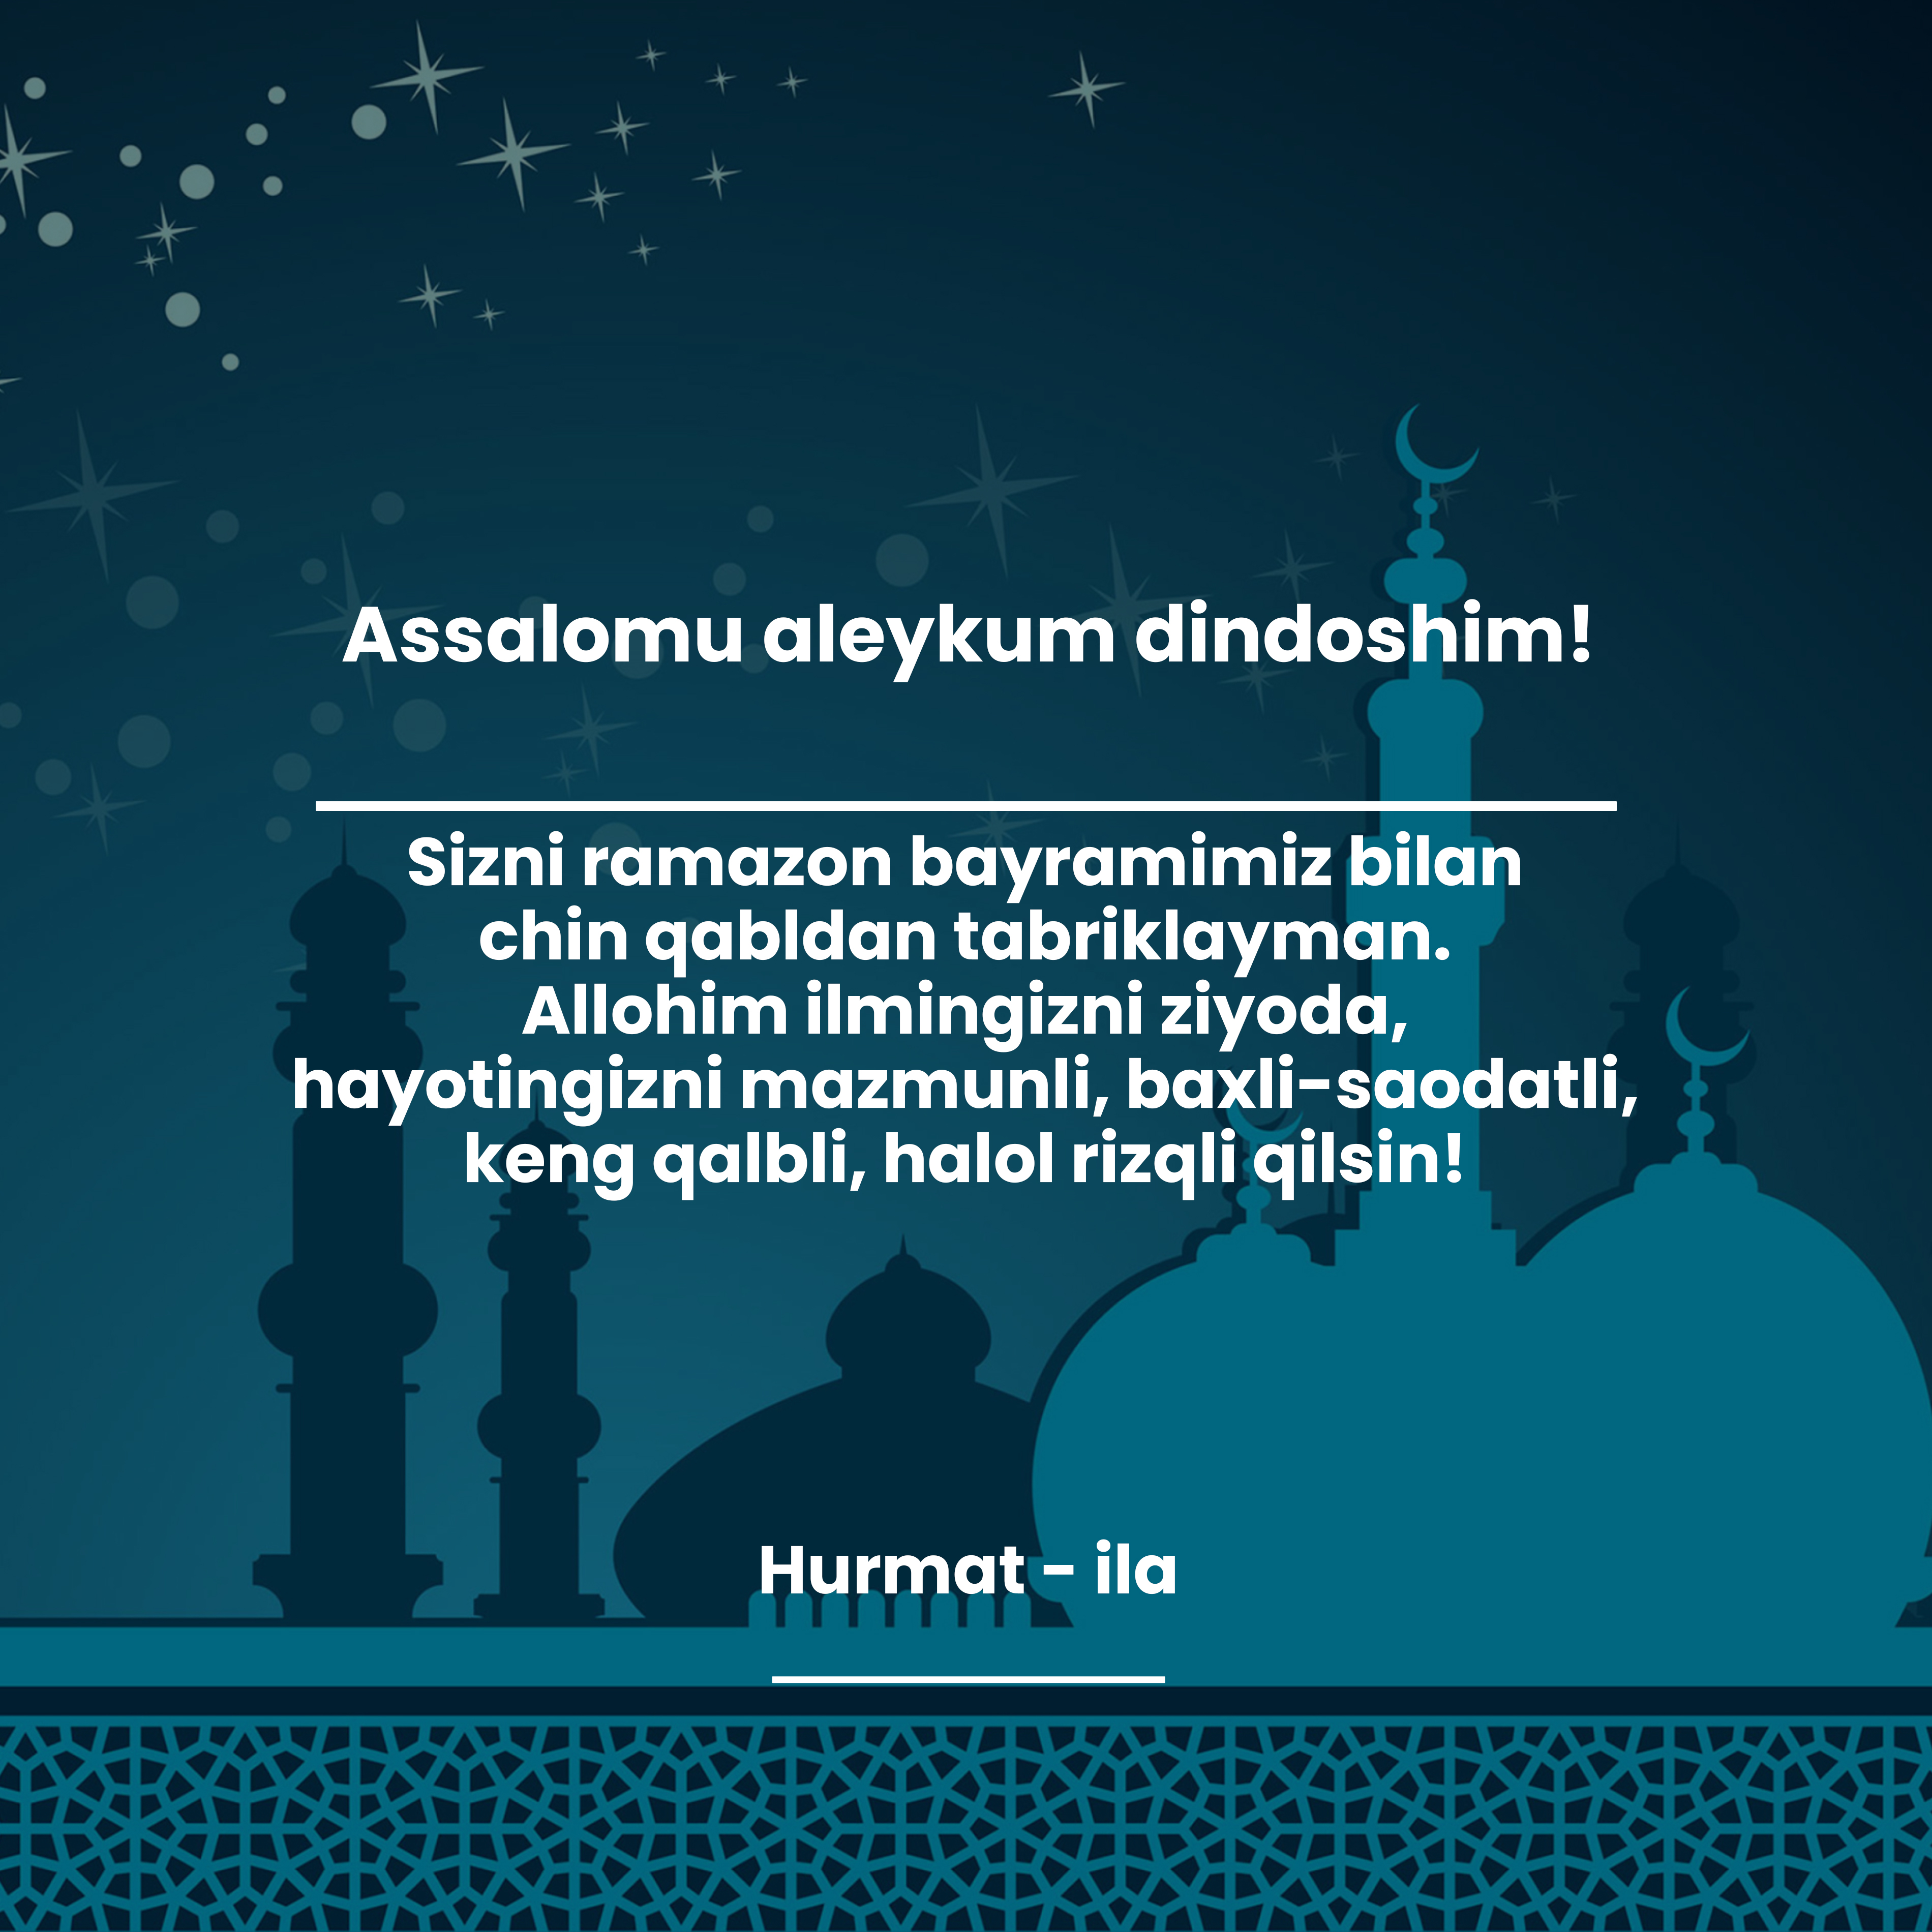 Assalomu aleykum dindoshim!
Sizni ramazon bayramimiz bilan
chin qabldan tabriklayman.
Allohim ilmingizni ziyoda,
hayotingizni mazmunli, baxli-saodatli,
keng qalbli, halol rizqli qilsin!
Hurmat - ila